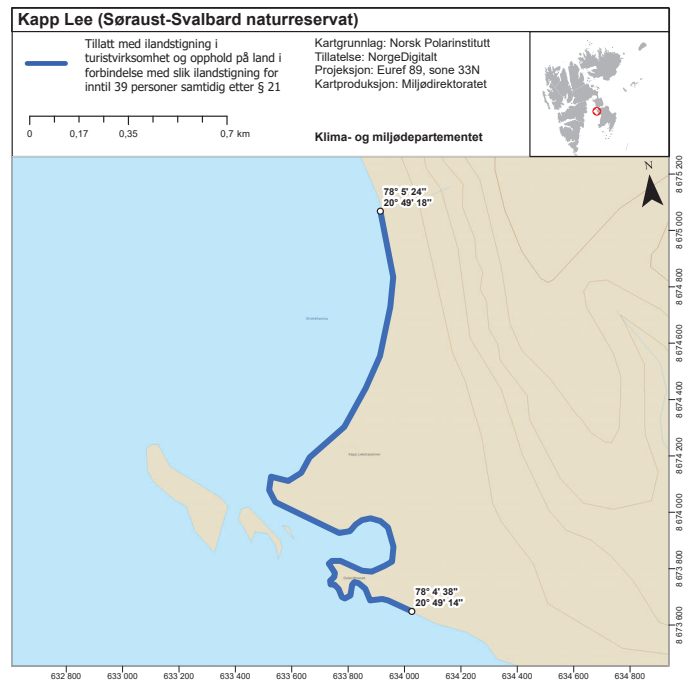 Kapp Lee (Søraust-Svalbard naturreservat)
Tillatt med ilandstigning i
turistverksomhet og opphold på land i
forbindelse med slik ilandstigning for
inntil 39 personer samtidig etter § 21
0 0,17 0,35 0,7 km
Kartgrunnlag: Norsk Polarinstitutt
Tillatelse: NorgeDigitalt
Projeksjon: Euref 89, sone 33N
Kartproduksjon: Miljødirektoratet
Klima- og miljødepartementet
N
78° 5' 24"
20° 49' 18"
78° 4' 38"
20° 49' 14"
8 675 200
8 675 000
8 674 800
8 674 600
8 674 400
8 674 200
8 674 000
8 673 800
8 673 600
632 800 633 000 633 200 633 400 633 600 633 800 634 000 634 200 634 400 634 600 634 800